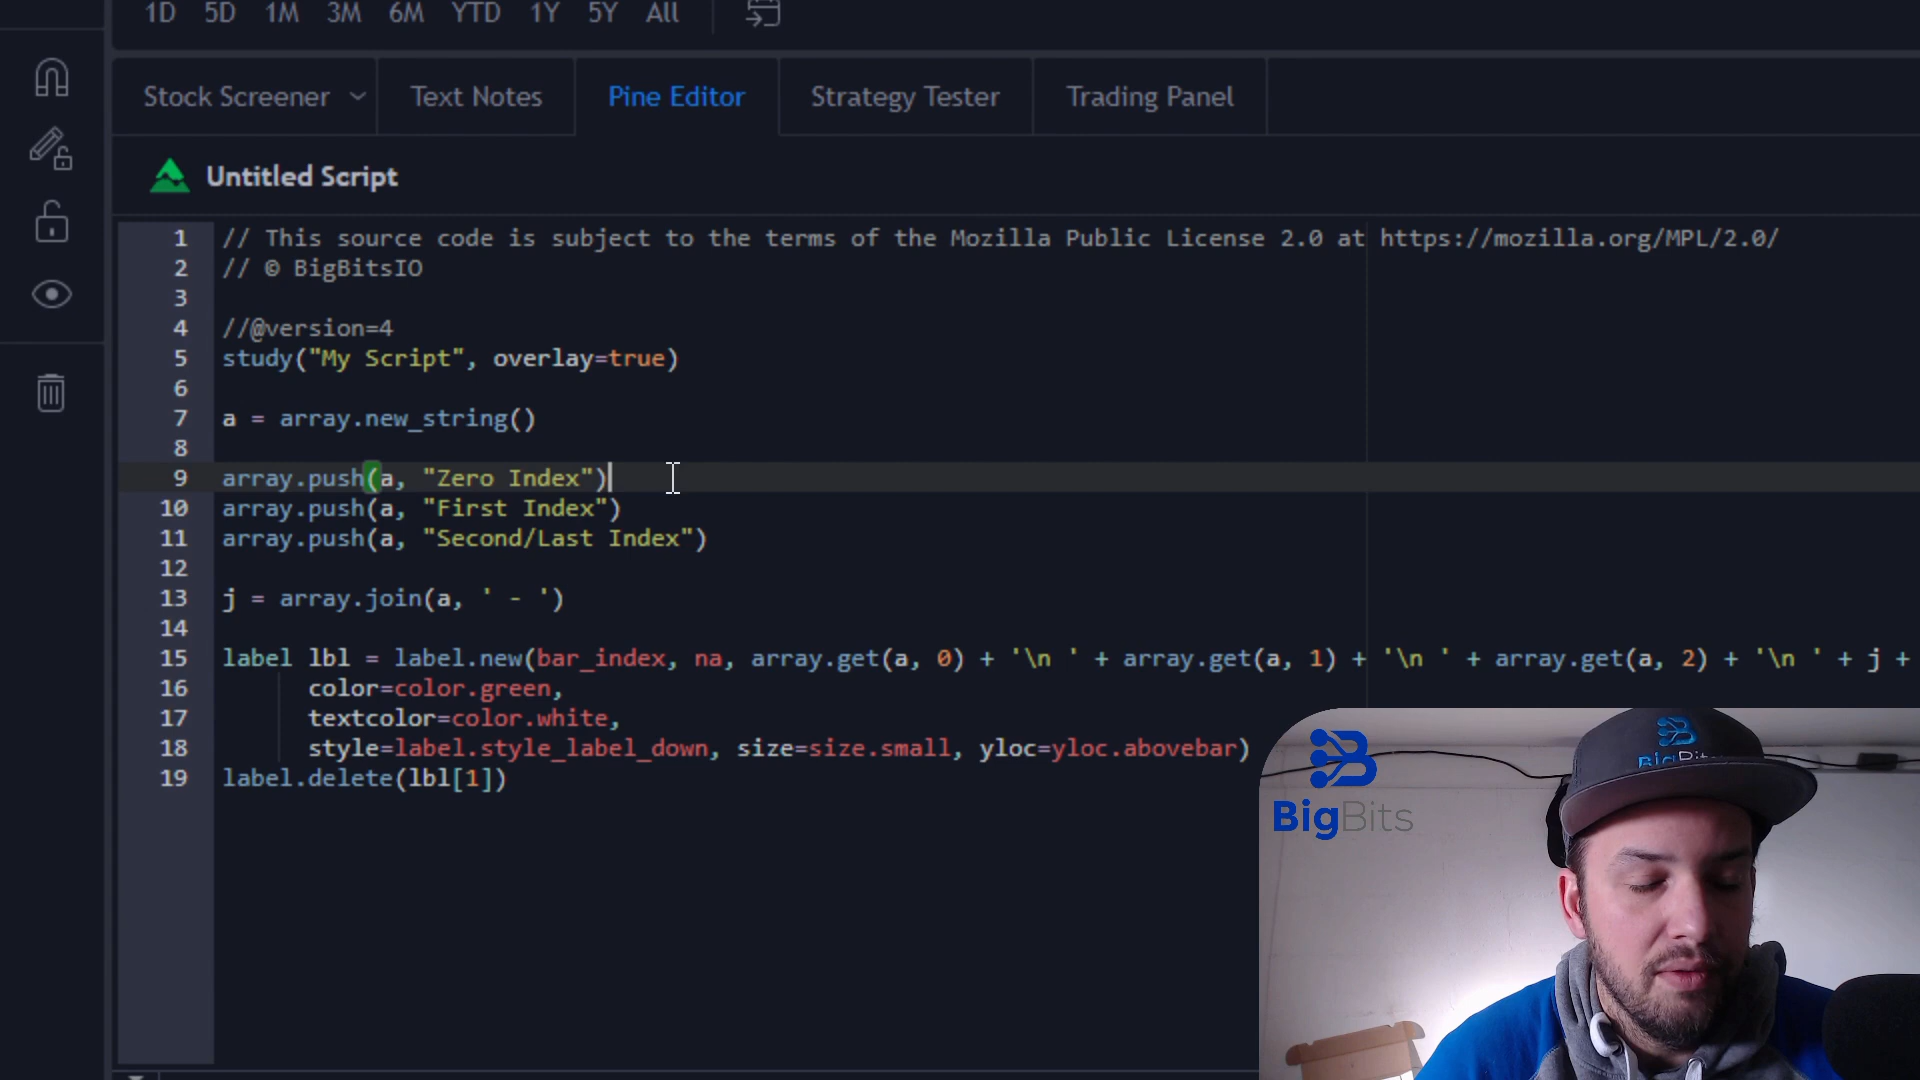 1D 5D 1M 3M 6M YTD 1Y 5Y All
Stock Screener Text Notes Pine Editor Strategy Tester Trading Panel
Untitled Script
1 // This source code is subject to the terms of the Mozilla Public License 2.0 at https://mozilla.org/MPL/2.0/
2 // © BigBitsIO
3
4 //@version=4
5 study("My Script", overlay=true)
6
7 a = array.new_string()
8
9 array.push(a, "Zero Index")
10 array.push(a, "First Index")
11 array.push(a, "Second/Last Index")
12
13 j = array.join(a, ' - ')
14
15 label lbl = label.new(bar_index, na, array.get(a, 0) + '\n ' + array.get(a, 1) + '\n ' + array.get(a, 2) + '\n ' + j +
16 color=color.green,
17 textcolor=color.white,
18 style=label.style_label_down, size=size.small, yloc=yloc.abovebar)
19 label.delete(lbl[1])
BigBits